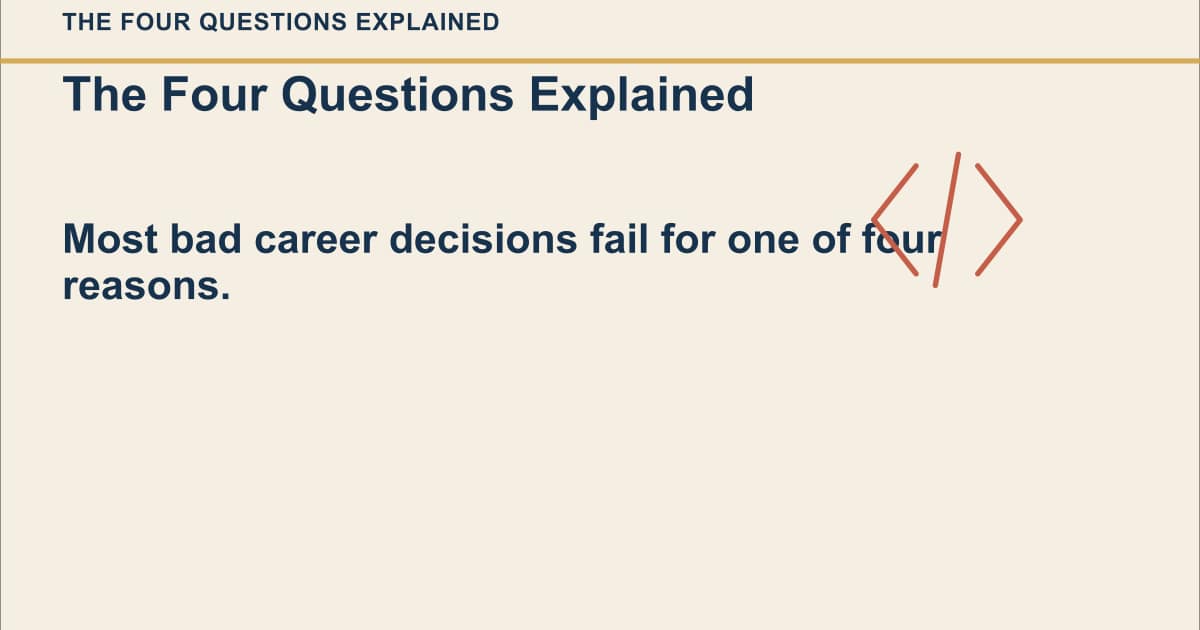 THE FOUR QUESTIONS EXPLAINED
The Four Questions Explained
Most bad career decisions fail for one of four
reasons.